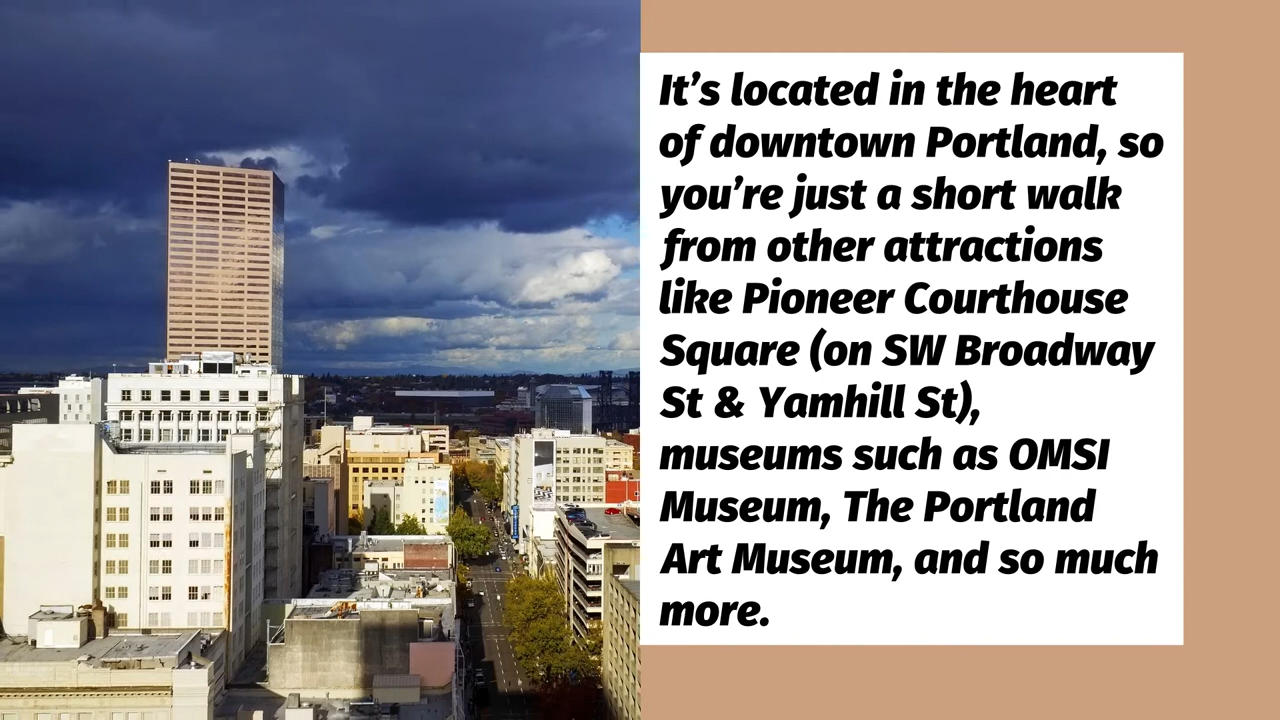 It’s located in the heart
of downtown Portland, so
you’re just a short walk
from other attractions
like Pioneer Courthouse
Square (on SW Broadway
St & Yamhill St),
museums such as OMSI
Museum, The Portland
Art Museum, and so much
more.